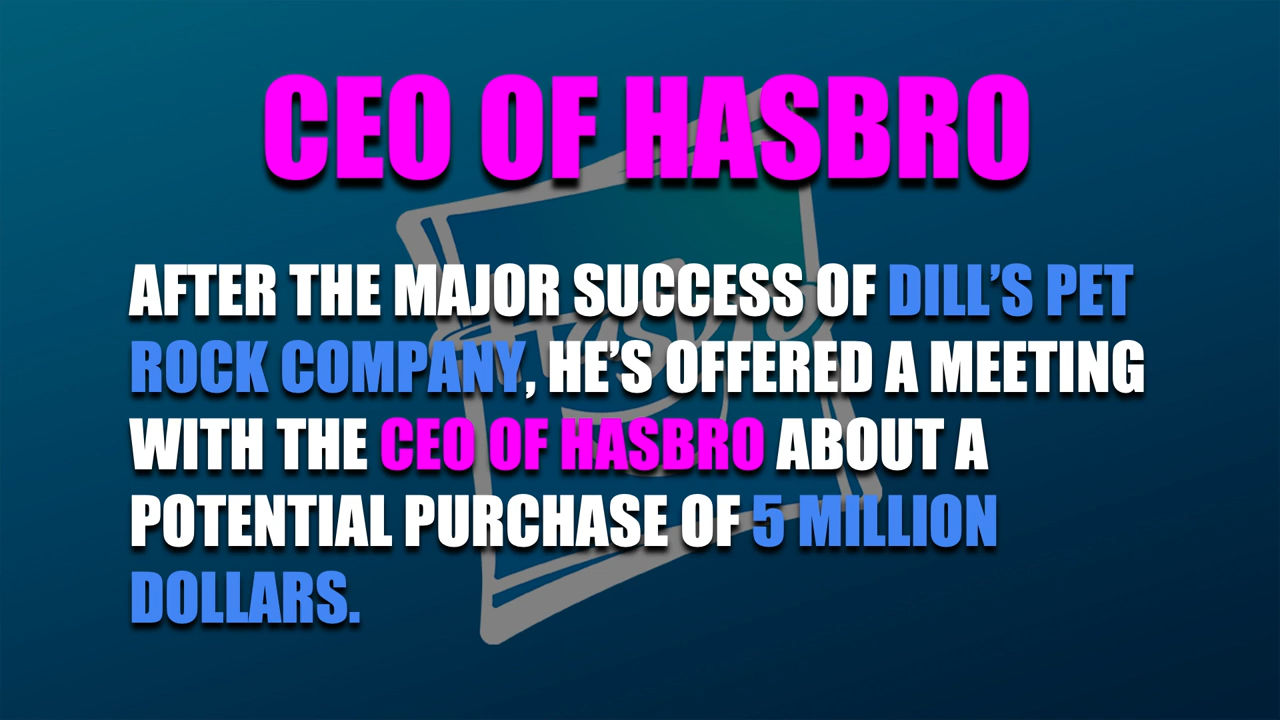 CEO OF HASBRO
AFTER THE MAJOR SUCCESS OF DILL'S PET
ROCK COMPANY, HE'S OFFERED A MEETING
WITH THE CEO OF HASBRO ABOUT A
POTENTIAL PURCHASE OF 5 MILLION
DOLLARS.
Hasbro